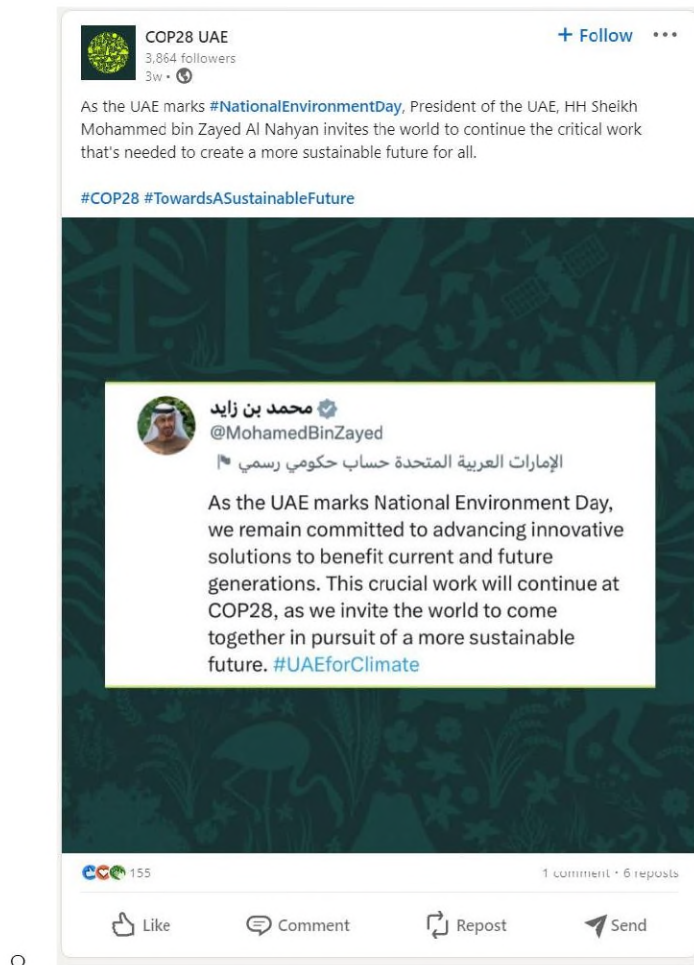 COP28 UAE
+ Follow
3,864 followers
3w •
As the UAE marks #NationalEnvironmentDay, President of the UAE, HH Sheikh
Mohammed bin Zayed Al Nahyan invites the world to continue the critical work
that's needed to create a more sustainable future for all.
#COP28 #TowardsASustainableFuture
محمد بن زايد
@MohamedBinZayed
الإمارات العربية المتحدة حساب حكومي رسمي
As the UAE marks National Environment Day,
we remain committed to advancing innovative
solutions to benefit current and future
generations. This crucial work will continue at
COP28, as we invite the world to come
together in pursuit of a more sustainable
future. #UAEforClimate
155
1 comment • 6 reposts
Like
Comment
Repost
Send